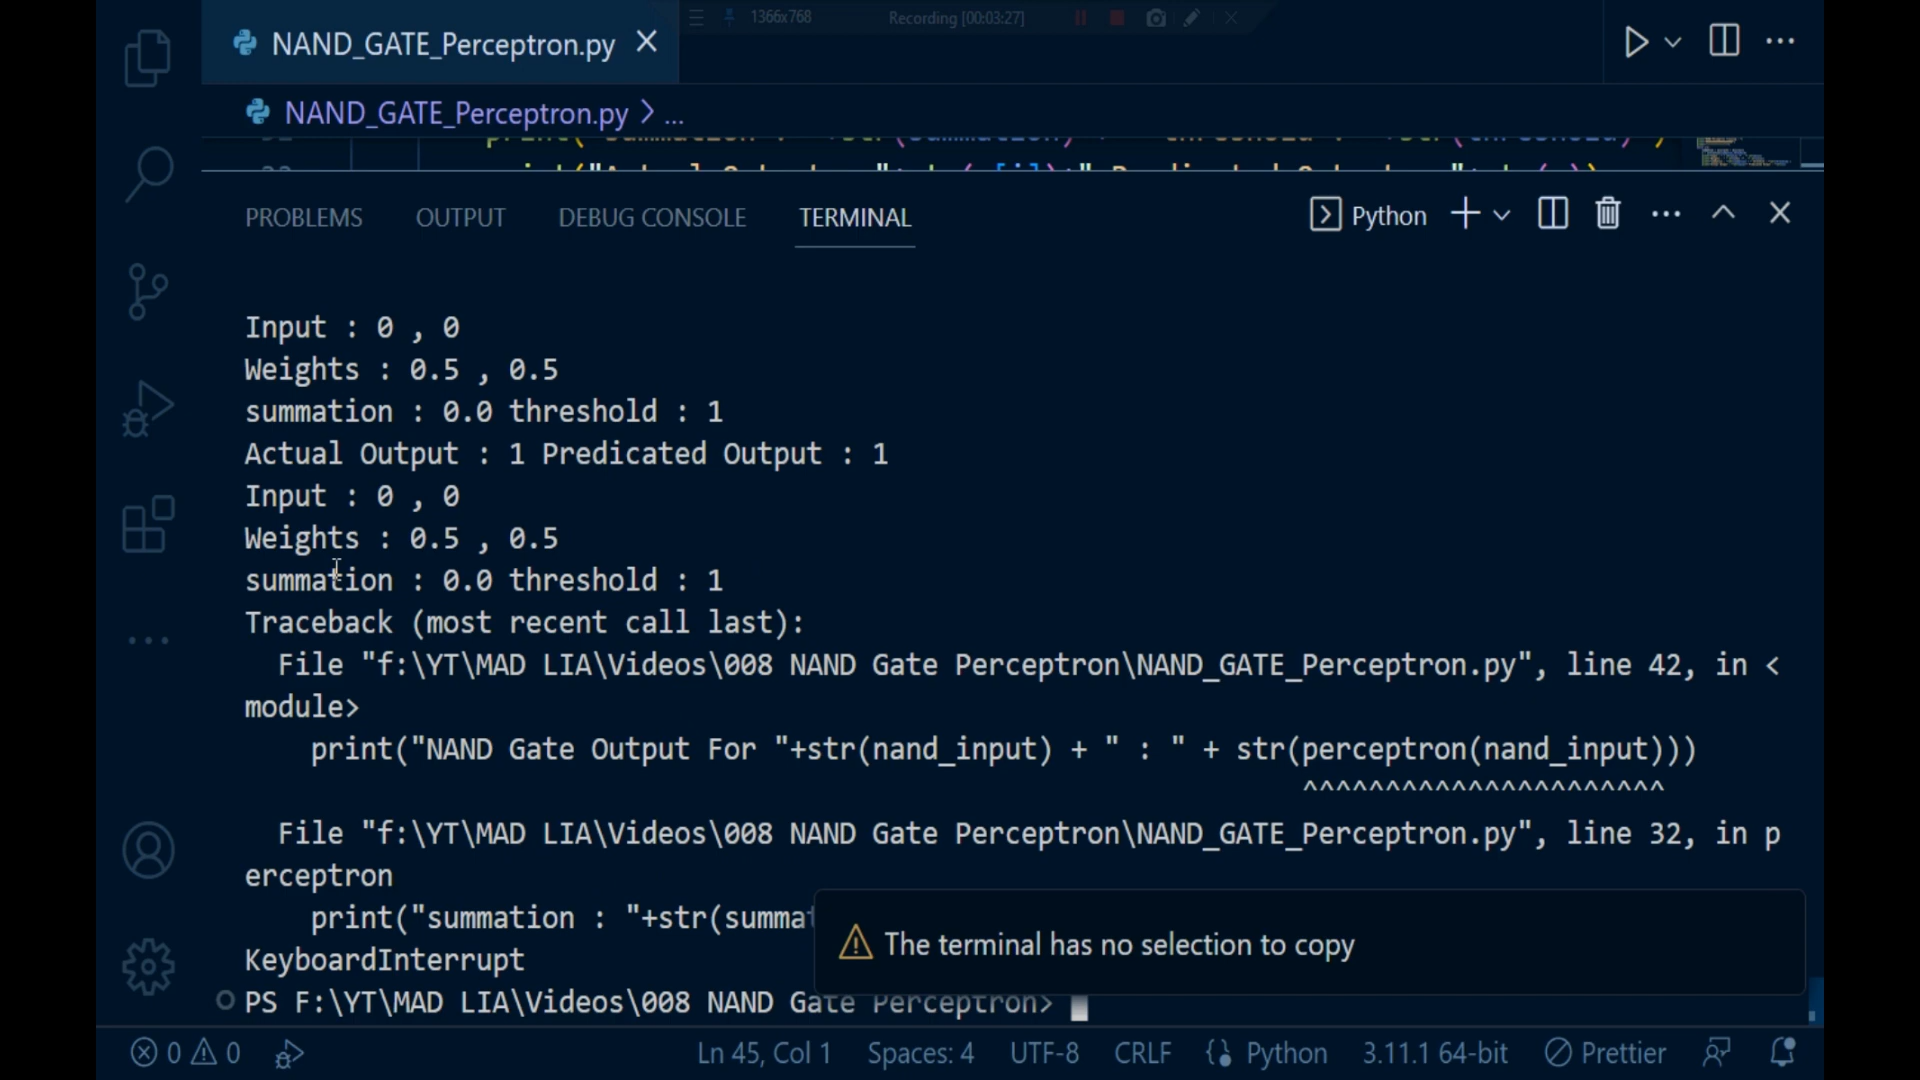 1366x768 Recording [00:03:27]
NAND_GATE_Perceptron.py
NAND_GATE_Perceptron.py > ...
PROBLEMS OUTPUT DEBUG CONSOLE TERMINAL Python
Input : 0 , 0
Weights : 0.5 , 0.5
summation : 0.0 threshold : 1
Actual Output : 1 Predicated Output : 1
Input : 0 , 0
Weights : 0.5 , 0.5
summation : 0.0 threshold : 1
Traceback (most recent call last):
File "f:\YT\MAD LIA\Videos\008 NAND Gate Perceptron\NAND_GATE_Perceptron.py", line 42, in <
module>
print("NAND Gate Output For "+str(nand_input) + " : " + str(perceptron(nand_input)))
^^^^^^^^^^^^^^^^^^^^^^
File "f:\YT\MAD LIA\Videos\008 NAND Gate Perceptron\NAND_GATE_Perceptron.py", line 32, in p
erceptron
print("summation : "+str(summat
KeyboardInterrupt
The terminal has no selection to copy
PS F:\YT\MAD LIA\Videos\008 NAND Gate Perceptron>
0 0 Ln 45, Col 1 Spaces: 4 UTF-8 CRLF Python 3.11.1 64-bit Prettier